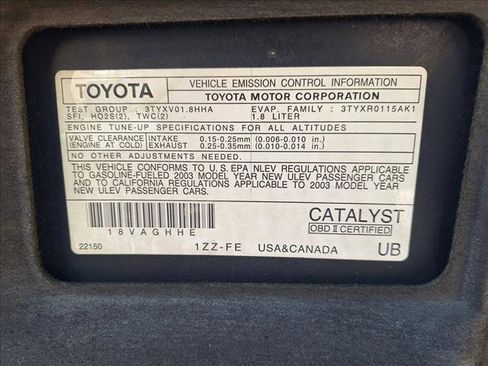 TOYOTA
VEHICLE EMISSION CONTROL INFORMATION
TOYOTA MOTOR CORPORATION
TEST GROUP : 3TYXV01.8HHA EVAP. FAMILY : 3TYXR0115AK1
SFI, HO2S(2), TWC(2) 1.8 LITER
ENGINE TUNE-UP SPECIFICATIONS FOR ALL ALTITUDES
VALVE CLEARANCE INTAKE 0.15-0.25mm (0.006-0.010 in.)
(ENGINE AT COLD) EXHAUST 0.25-0.35mm (0.010-0.014 in.)
NO OTHER ADJUSTMENTS NEEDED.
THIS VEHICLE CONFORMS TO U.S. EPA NLEV REGULATIONS APPLICABLE
TO GASOLINE-FUELED 2003 MODEL YEAR NEW ULEV PASSENGER CARS
AND TO CALIFORNIA REGULATIONS APPLICABLE TO 2003 MODEL YEAR
NEW ULEV PASSENGER CARS.
CATALYST
OBD II CERTIFIED
18VAGHHE
22150 1ZZ-FE USA&CANADA UB